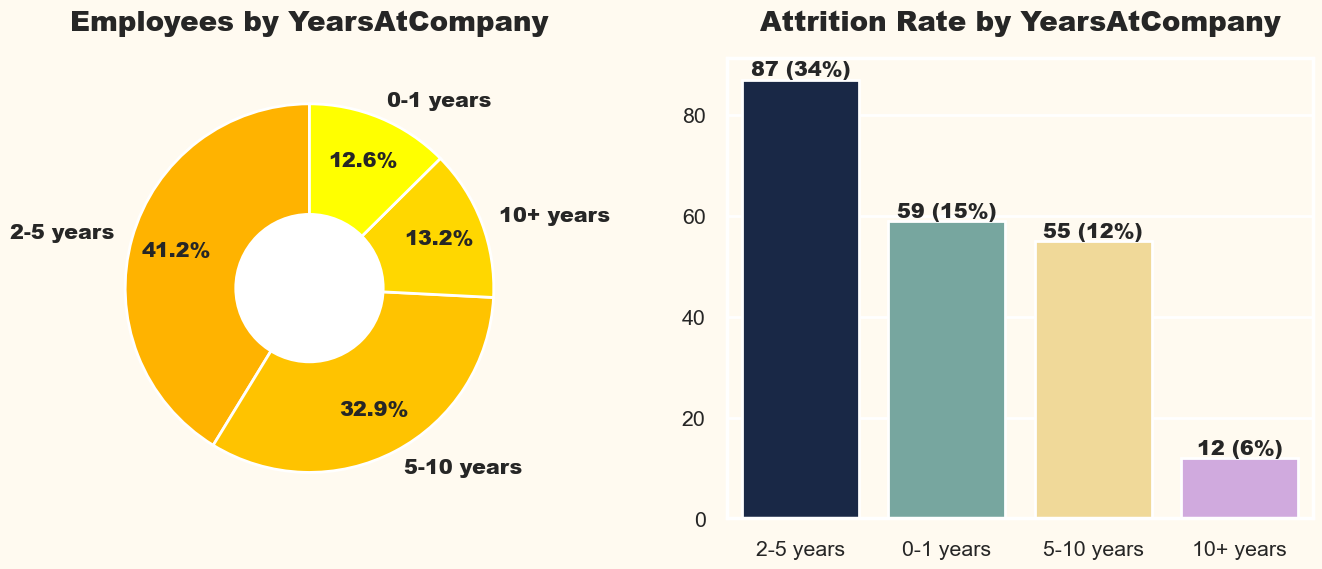 Employees by YearsAtCompany
0-1 years
12.6%
10+ years
13.2%
2-5 years
41.2%
32.9%
5-10 years
Attrition Rate by YearsAtCompany
87 (34%)
59 (15%)
55 (12%)
12 (6%)
80
60
40
20
0
2-5 years
0-1 years
5-10 years
10+ years